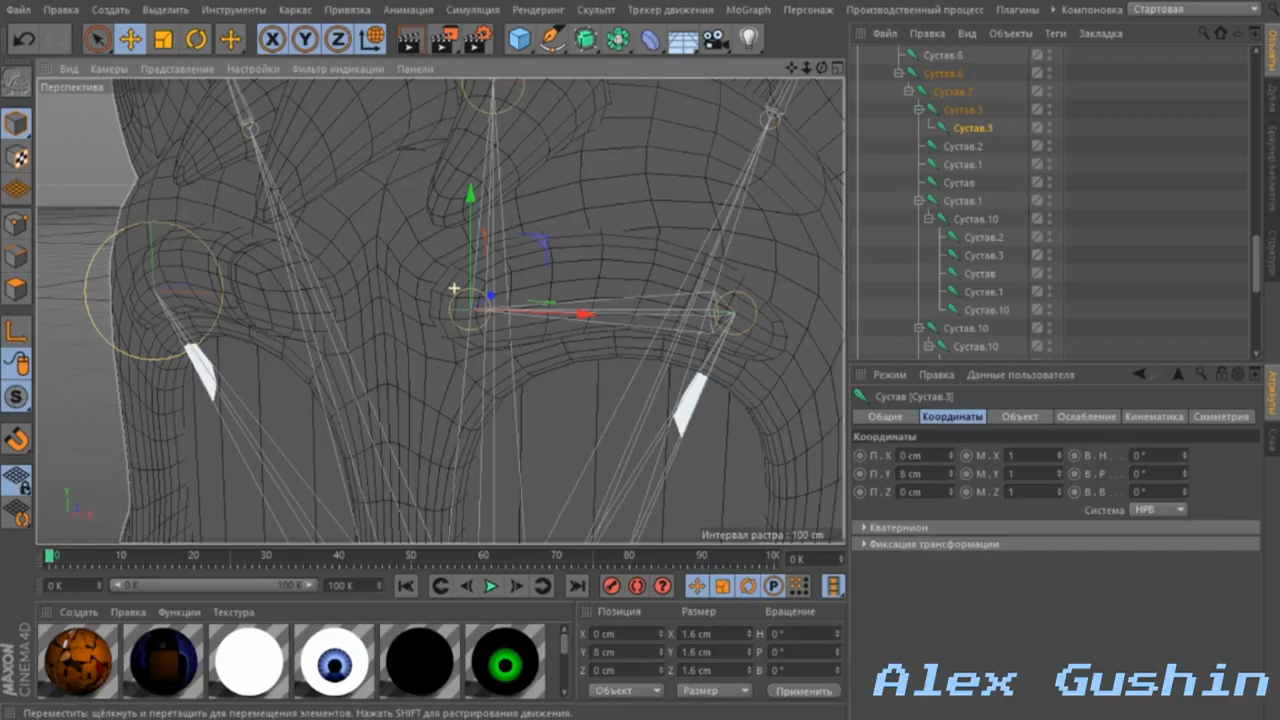 Файл Правка Создать Выделить Инструменты Каркас Привязка Анимация Симуляция Рендеринг Скульпт Трекер движения MoGraph Персонаж Производственный процесс Плагины Компоновка Стартовая
X Y Z
Файл Правка Вид Объекты Теги Закладка
Вид Камеры Представление Настройки Фильтр индикации Панели
Перспектива
Сустав.6
Сустав.6
Сустав.7
Сустав.3
Сустав.3
Сустав.2
Сустав.1
Сустав
Сустав.1
Сустав.10
Сустав.2
Сустав.3
Сустав
Сустав.1
Сустав.10
Сустав.10
Сустав.10
Объекты
Структура
Интервал растра : 100 cm
Режим Правка Данные пользователя
Атрибуты
Сустав [Сустав.3]
Общие Координаты Объект Ослабление Кинематика Симметрия
Координаты
П . X 0 cm М . X 1 В . H 0 °
П . Y 8 cm М . Y 1 В . P 0 °
П . Z 0 cm М . Z 1 В . B 0 °
Система HPB
Кватернион
Фиксация трансформации
0 10 20 30 40 50 60 70 80 90 100 0 K
0 K 0 K 100 K 100 K
Создать Правка Функции Текстура
Позиция Размер Вращение
X 0 cm X 1.6 cm H 0 °
Y 8 cm Y 1.6 cm P 0 °
Z 0 cm Z 1.6 cm B 0 °
Объект Размер Применить
MAXON CINEMA4D
Alex Gushin
Переместить: щёлкнуть и перетащить для перемещения элементов. Нажать SHIFT для растрирования движения.